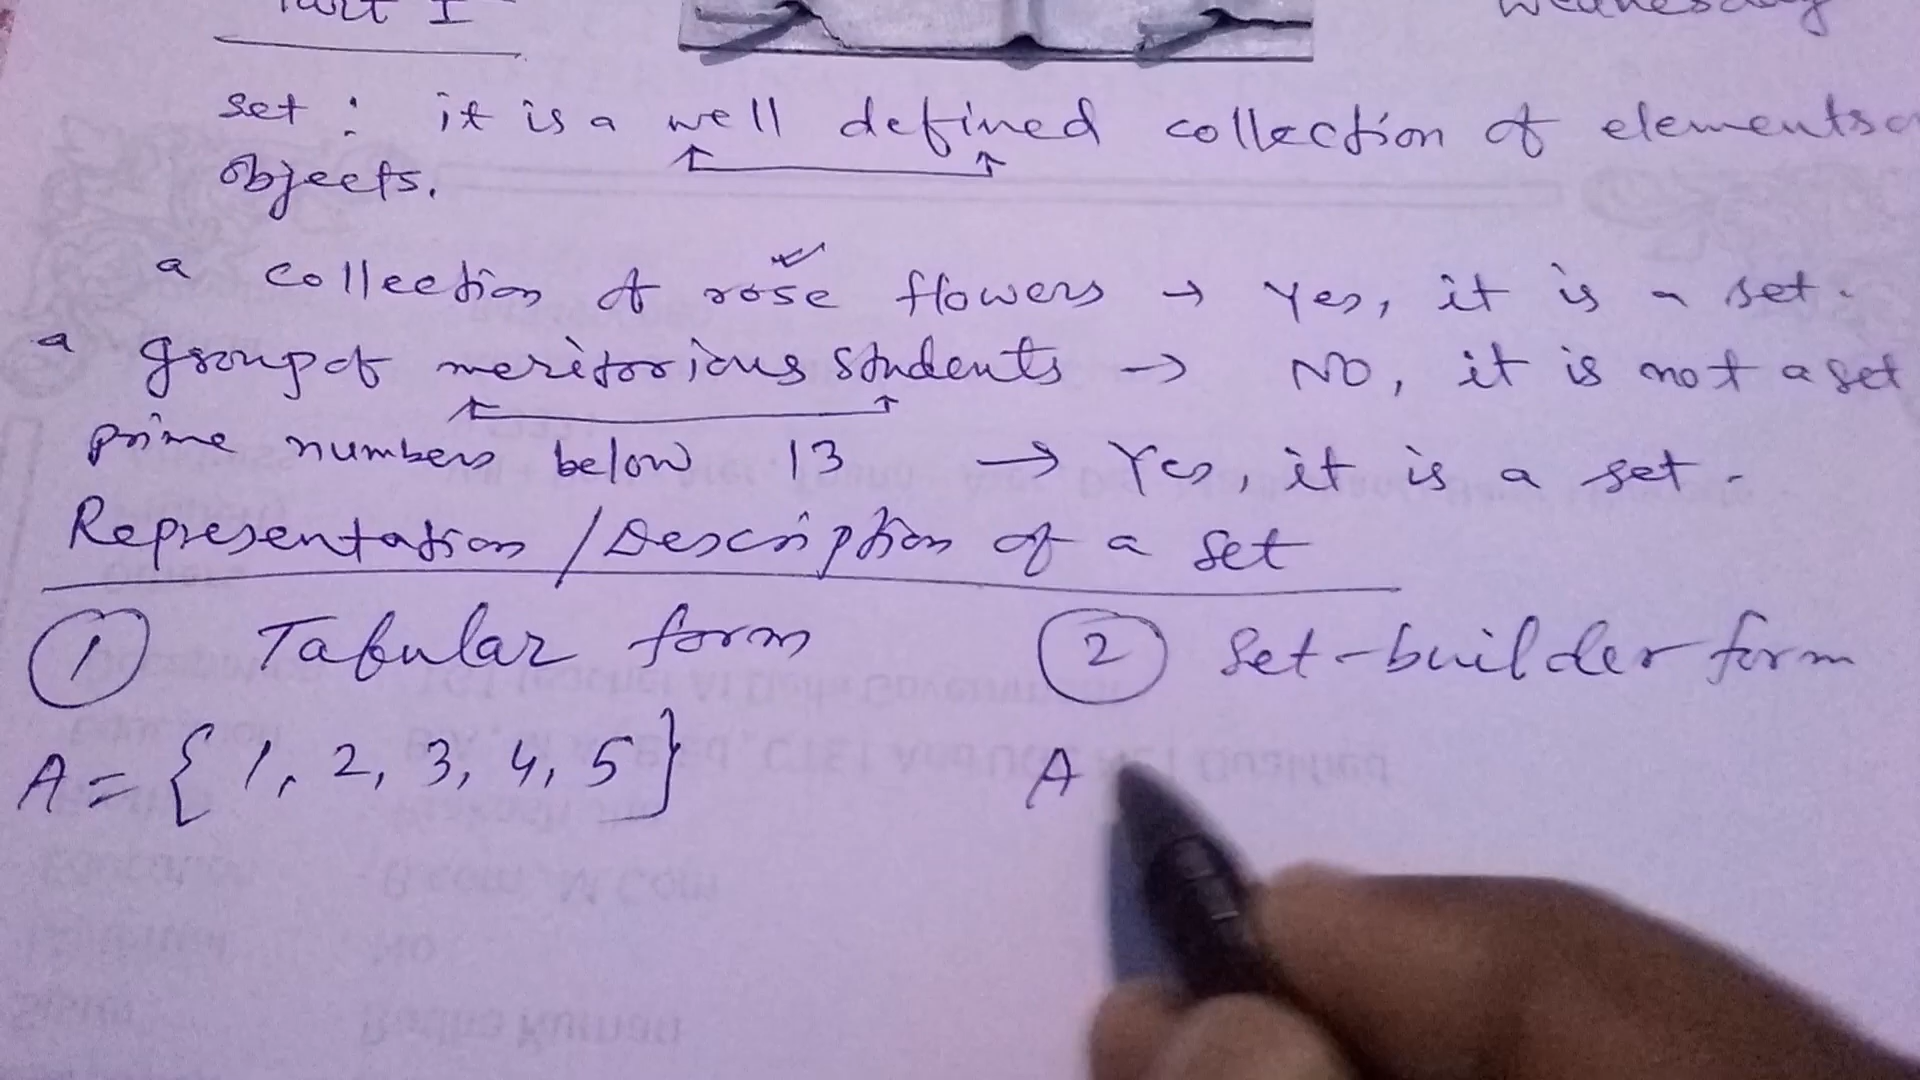 Part I
Wednesday
set : it is a well defined collection of elements
objects.
a collection of rose flowers → Yes, it is a set.
a group of meritorious students → NO, it is not a set
prime numbers below 13 → Yes, it is a set.
Representation / Description of a set
1 Tabular form
2 Set-builder form
A = { 1, 2, 3, 4, 5 }
A